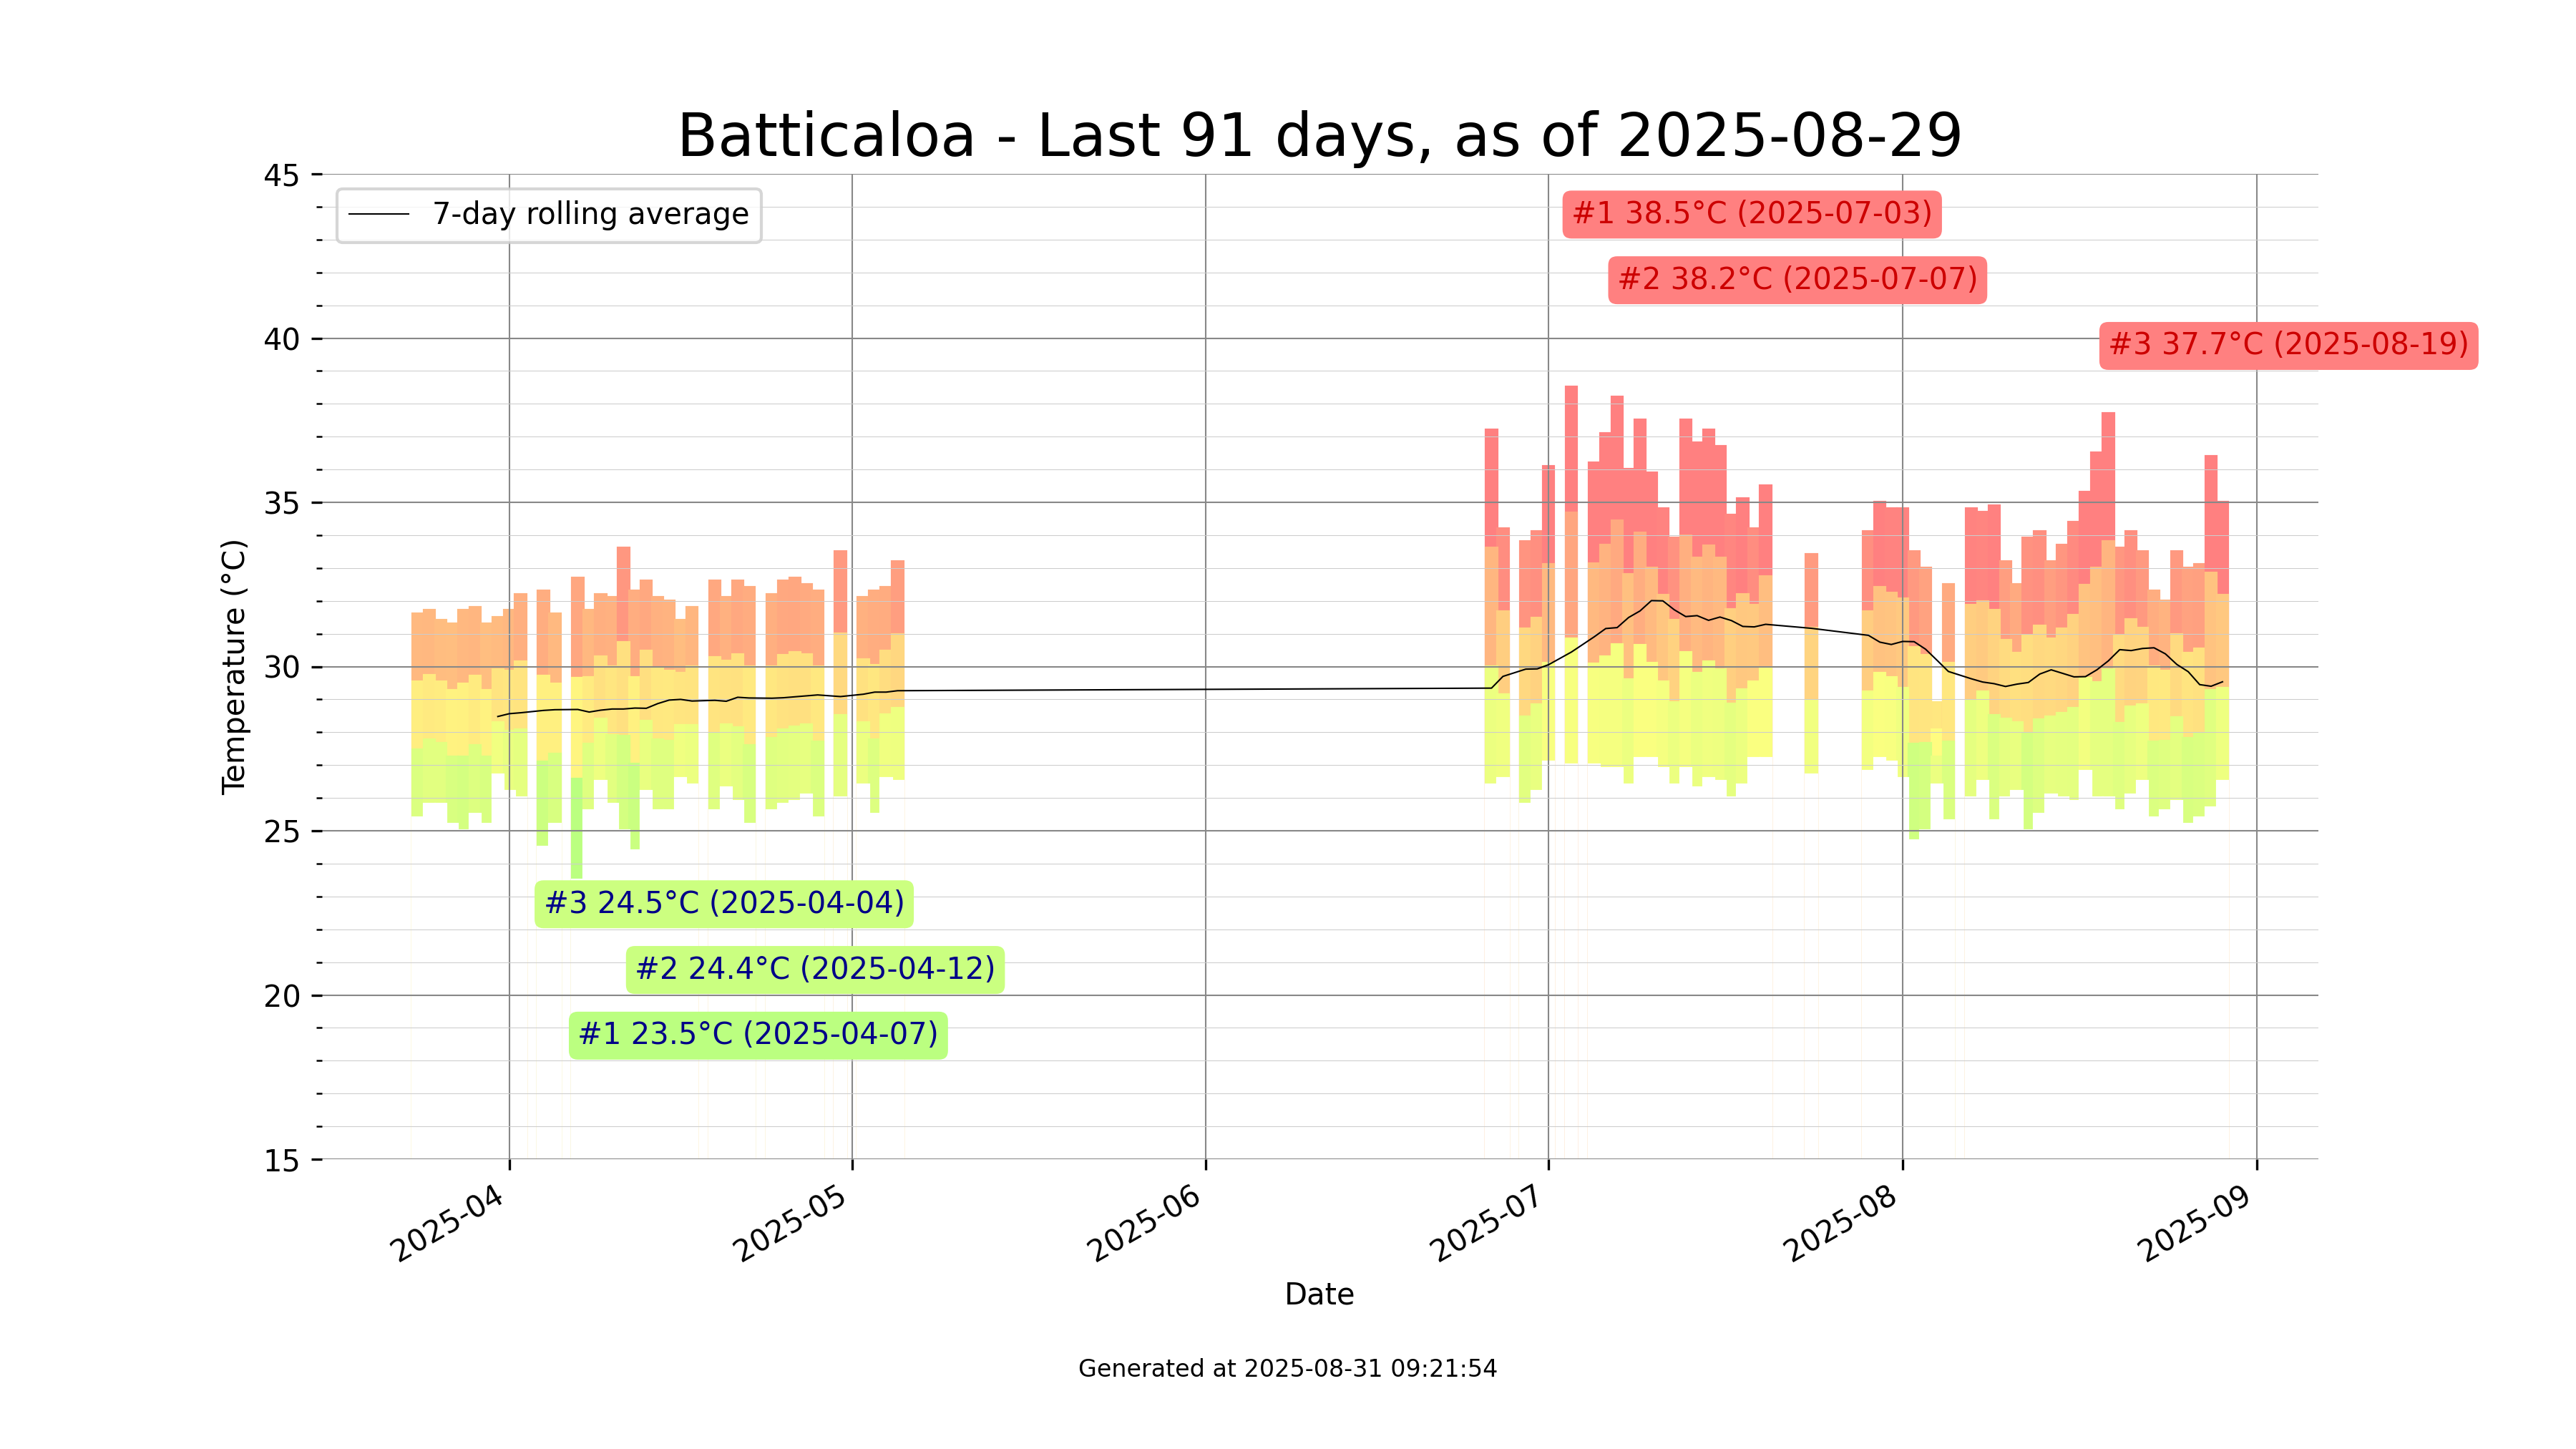 Batticaloa - Last 91 days, as of 2025-08-29
45
40
35
30
25
20
15
Temperature (°C)
7-day rolling average
#1 38.5°C (2025-07-03)
#2 38.2°C (2025-07-07)
#3 37.7°C (2025-08-19)
#3 24.5°C (2025-04-04)
#2 24.4°C (2025-04-12)
#1 23.5°C (2025-04-07)
2025-04
2025-05
2025-06
2025-07
2025-08
2025-09
Date
Generated at 2025-08-31 09:21:54